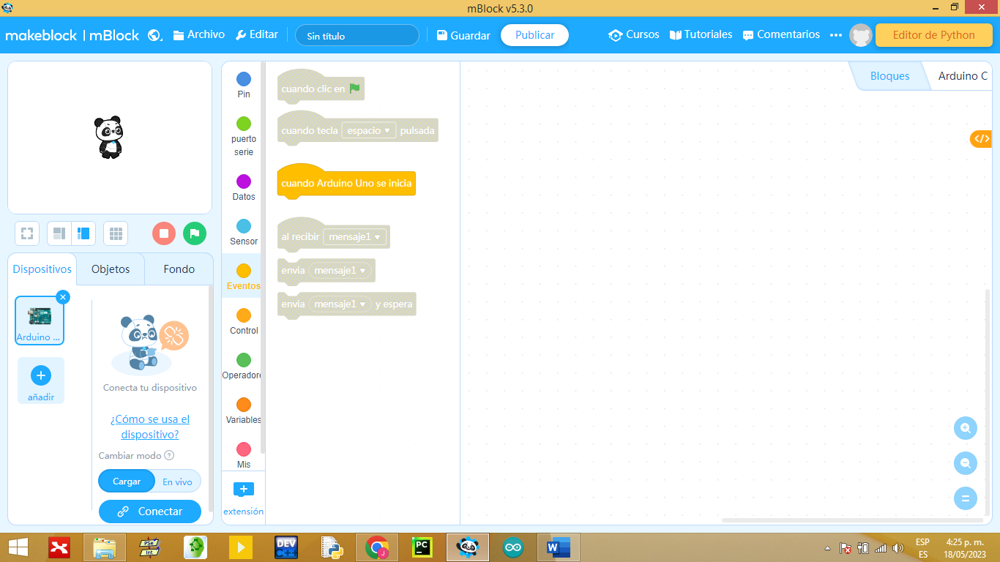 mBlock v5.3.0
makeblock | mBlock
Archivo
Editar
Sin título
Guardar
Publicar
Cursos
Tutoriales
Comentarios
Editor de Python
Pin
puerto
serie
Datos
Sensor
Eventos
Control
Operadore
Variables
Mis
extensión
cuando clic en
cuando tecla espacio pulsada
cuando Arduino Uno se inicia
al recibir mensaje1
envia mensaje1
envia mensaje1 y espera
Bloques
Arduino C
</>
Dispositivos
Objetos
Fondo
Arduino ...
añadir
Conecta tu dispositivo
¿Cómo se usa el
dispositivo?
Cambiar modo ?
Cargar
En vivo
Conectar
PSe
Int
DEV
C++
J
PC
W
ESP
ES
4:25 p. m.
18/05/2023